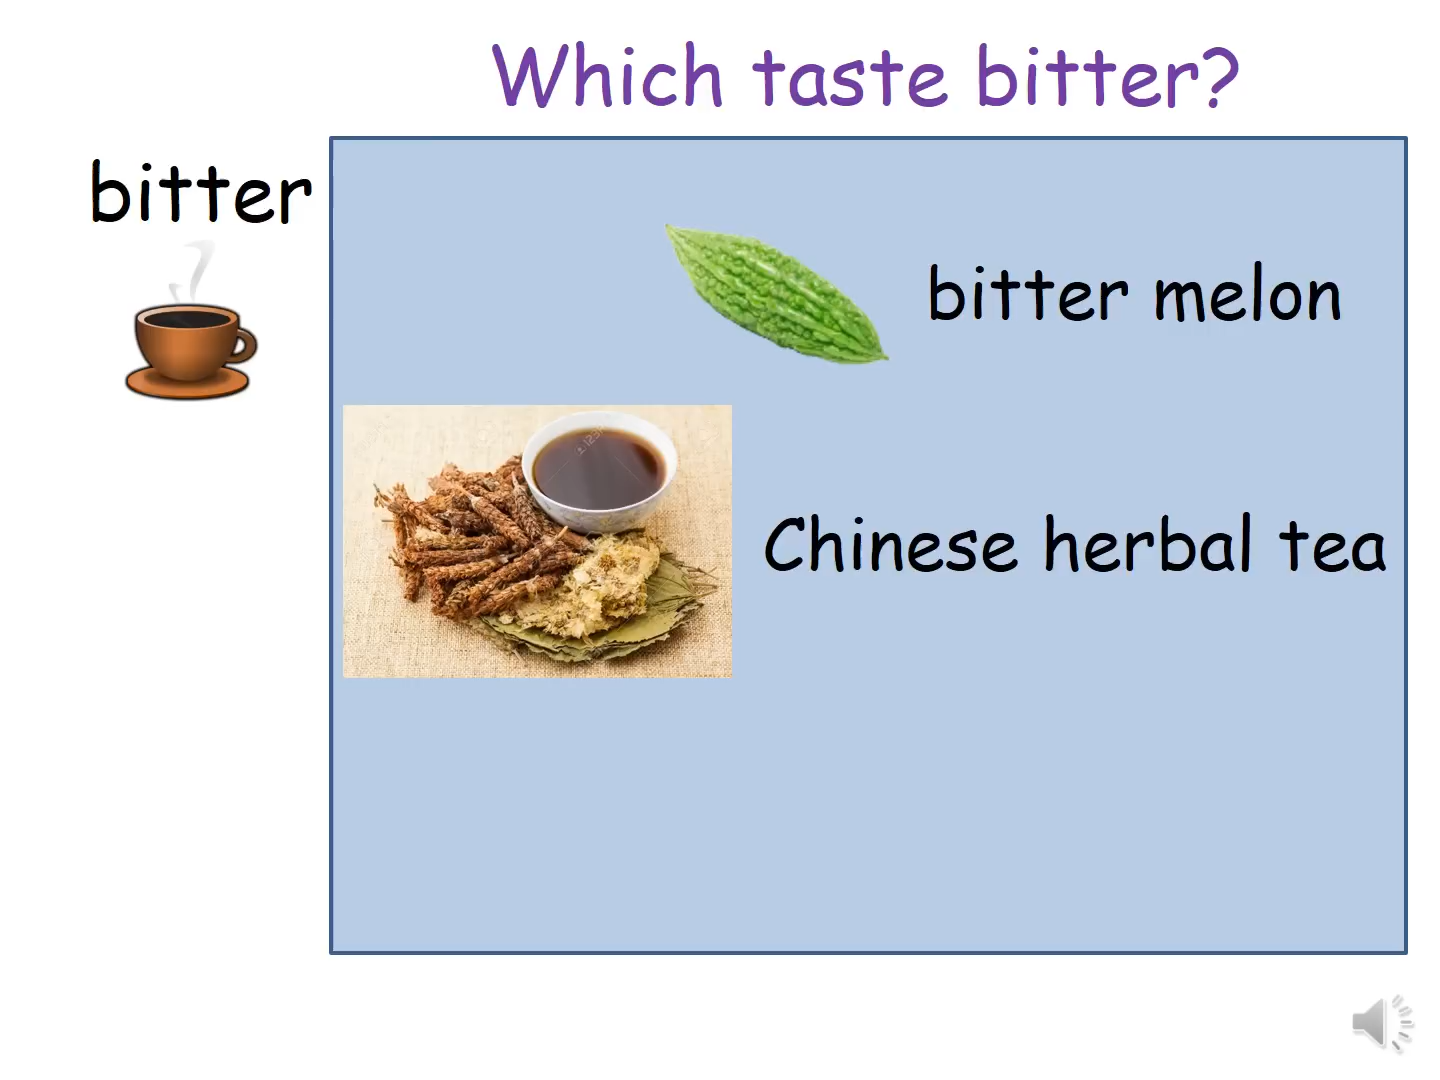 Which taste bitter?
bitter
bitter melon
Chinese herbal tea